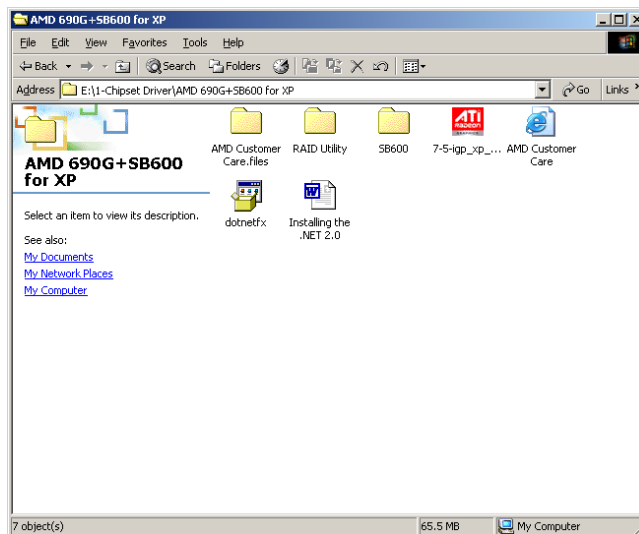 AMD 690G+SB600 for XP
File Edit View Favorites Tools Help
Back Search Folders
Address E:\1-Chipset Driver\AMD 690G+SB600 for XP Go Links »
AMD 690G+SB600
for XP
Select an item to view its description.
See also:
My Documents
My Network Places
My Computer
AMD Customer
Care.files
RAID Utility
SB600
ATI
RADEON
GRAPHICS
7-5-igp_xp_...
AMD Customer
Care
dotnetfx
Installing the
.NET 2.0
7 object(s) 65.5 MB My Computer